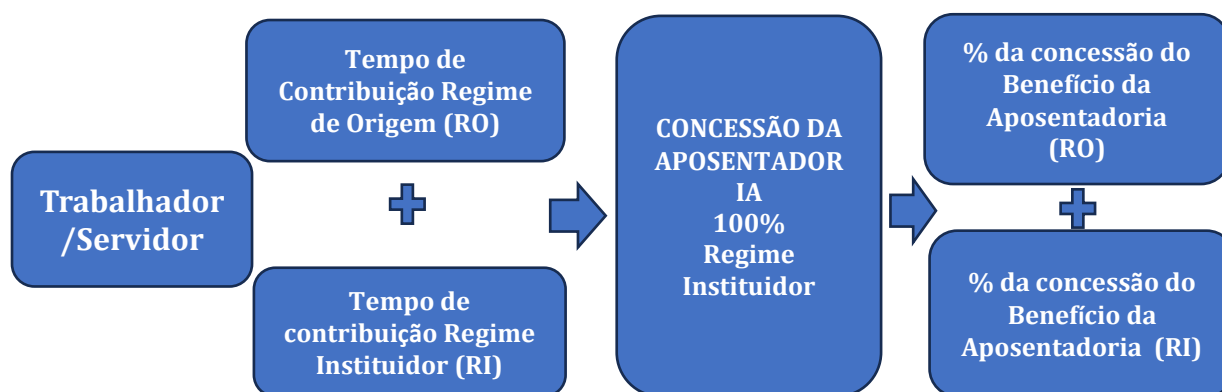 Trabalhador
/Servidor
Tempo de
Contribuição Regime
de Origem (RO)
Tempo de
contribuição Regime
Instituidor (RI)
CONCESSÃO DA
APOSENTADOR
IA
100%
Regime
Instituidor
% da concessão do
Benefício da
Aposentadoria
(RO)
% da concessão do
Benefício da
Aposentadoria (RI)